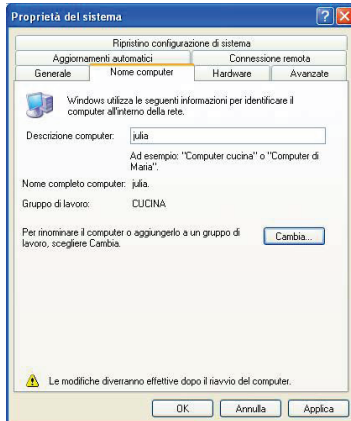 Proprietà del sistema
Ripristino configurazione di sistema
Aggiornamenti automatici
Connessione remota
Generale
Nome computer
Hardware
Avanzate
Windows utilizza le seguenti informazioni per identificare il
computer all'interno della rete.
Descrizione computer:
julia
Ad esempio: "Computer cucina" o "Computer di
Maria".
Nome completo computer: julia.
Gruppo di lavoro: CUCINA
Per rinominare il computer o aggiungerlo a un gruppo di
lavoro, scegliere Cambia.
Cambia...
Le modifiche diverranno effettive dopo il riavvio del computer.
OK
Annulla
Applica